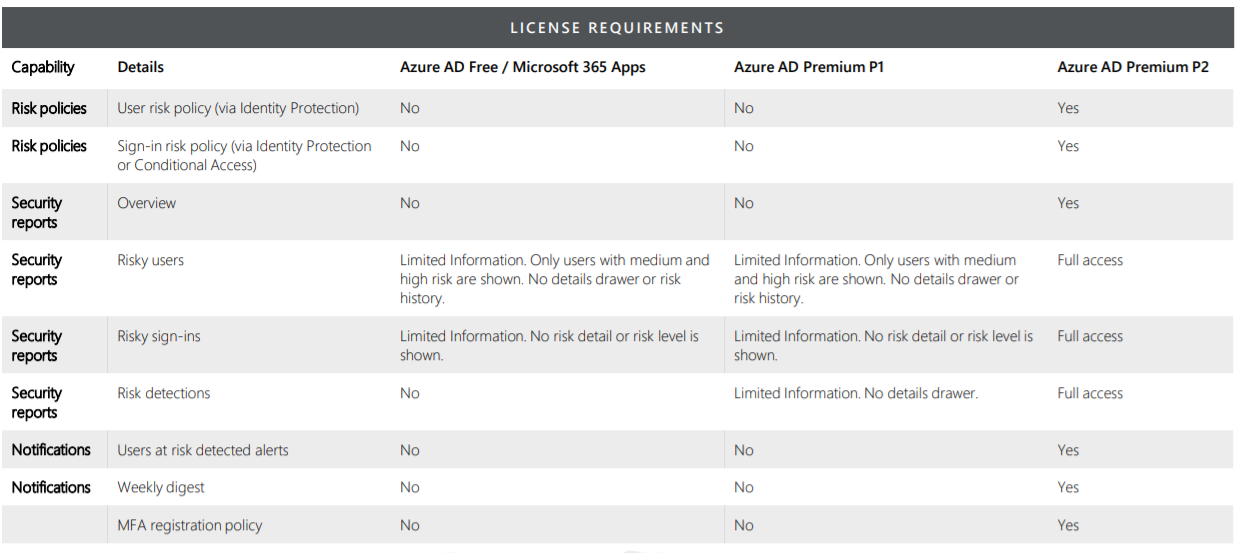 LICENSE REQUIREMENTS
Capability Details Azure AD Free / Microsoft 365 Apps Azure AD Premium P1 Azure AD Premium P2
Risk policies User risk policy (via Identity Protection) No No Yes
Risk policies Sign-in risk policy (via Identity Protection No No Yes
or Conditional Access)
Security Overview No No Yes
reports
Security Risky users Limited Information. Only users with medium and Limited Information. Only users with medium Full access
reports high risk are shown. No details drawer or risk and high risk are shown. No details drawer or
history. risk history.
Security Risky sign-ins Limited Information. No risk detail or risk level is Limited Information. No risk detail or risk level is Full access
reports shown. shown.
Security Risk detections No Limited Information. No details drawer. Full access
reports
Notifications Users at risk detected alerts No No Yes
Notifications Weekly digest No No Yes
MFA registration policy No No Yes